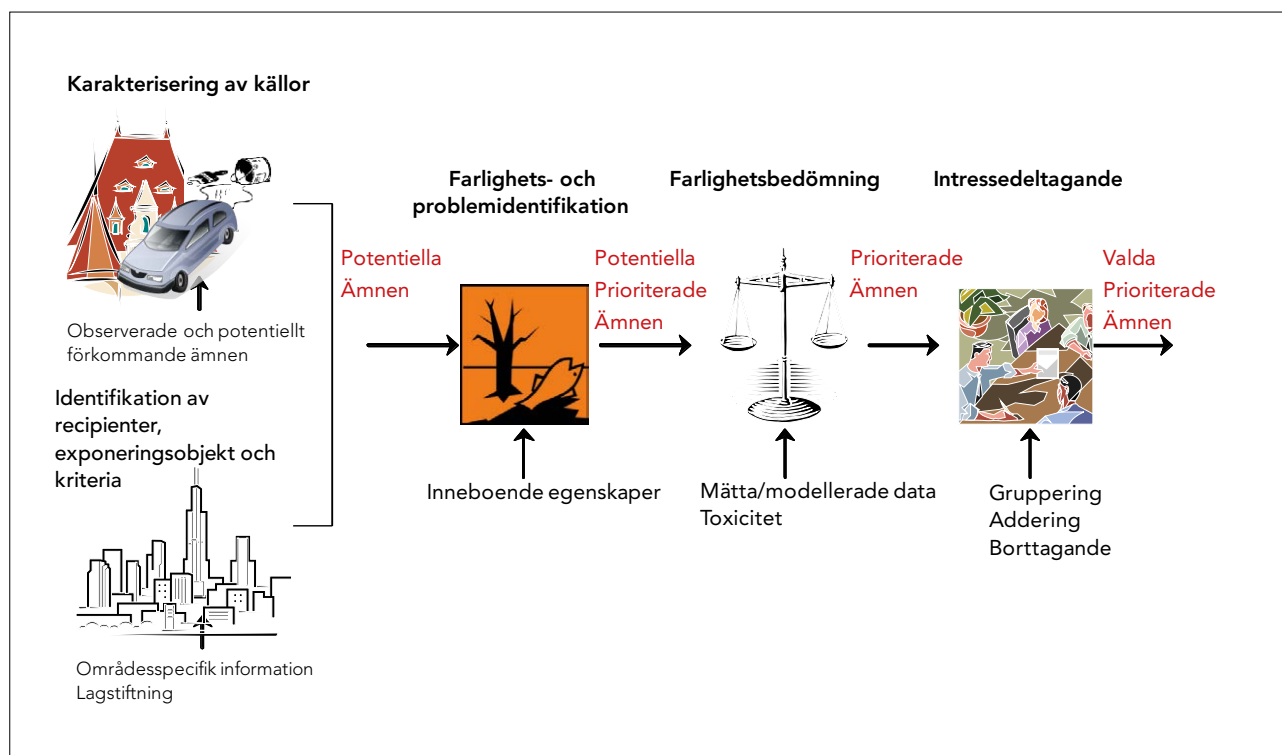 Karakterisering av källor
Observerade och potentiellt
förkommande ämnen
Identifikation av
recipienter,
exponeringsobjekt och
kriteria
Områdesspecifik information
Lagstiftning
Potentiella
Ämnen
Farlighets- och
problemidentifikation
Inneboende egenskaper
Potentiella
Prioriterade
Ämnen
Farlighetsbedömning
Mätta/modellerade data
Toxicitet
Prioriterade
Ämnen
Intressedeltagande
Gruppering
Addering
Borttagande
Valda
Prioriterade
Ämnen